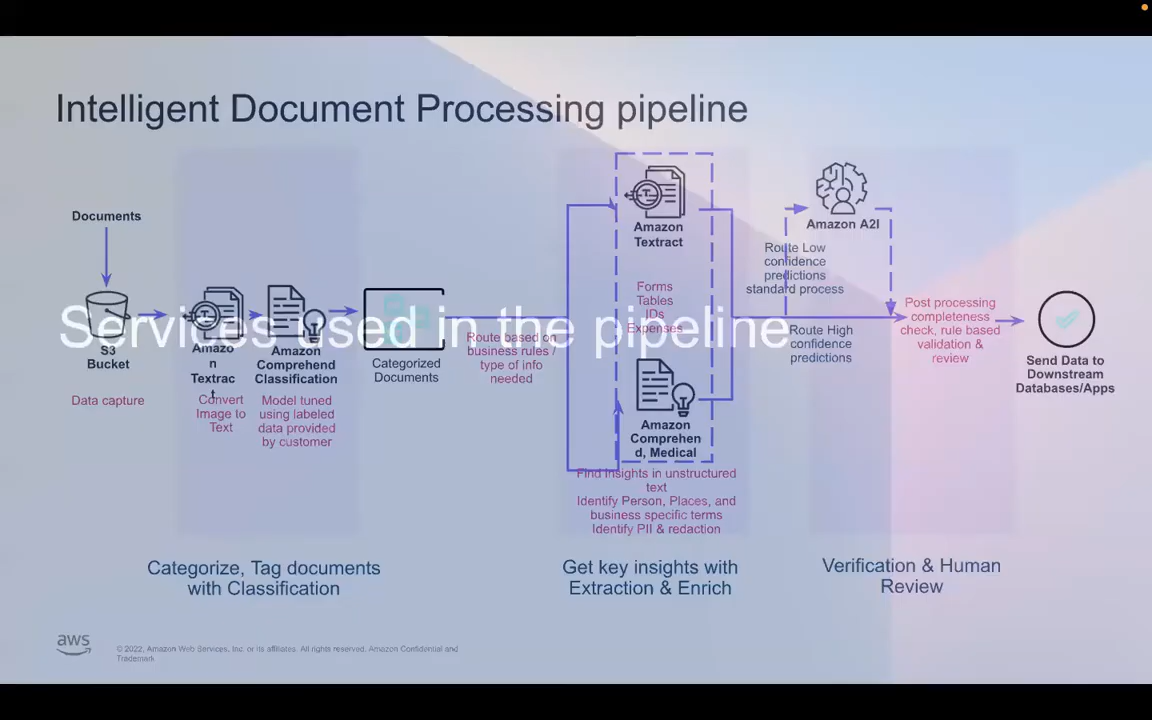 Intelligent Document Processing pipeline
Services used in the pipeline
Documents
S3
Bucket
Data capture
Amazo
n
Textrac
t
Convert
Image to
Text
Amazon
Comprehend
Classification
Model tuned
using labeled
data provided
by customer
Categorized
Documents
Route based on
business rules /
type of info
needed
Amazon
Textract
Forms
Tables
IDs
Expenses
Amazon
Comprehen
d, Medical
Find insights in unstructured
text
Identify Person, Places, and
business specific terms
Identify PII & redaction
Amazon A2I
Route Low
confidence
predictions
standard process
Route High
confidence
predictions
Post processing
completeness
check, rule based
validation &
review
Send Data to
Downstream
Databases/Apps
Categorize, Tag documents
with Classification
Get key insights with
Extraction & Enrich
Verification & Human
Review
aws
© 2022, Amazon Web Services, Inc. or its affiliates. All rights reserved. Amazon Confidential and
Trademark